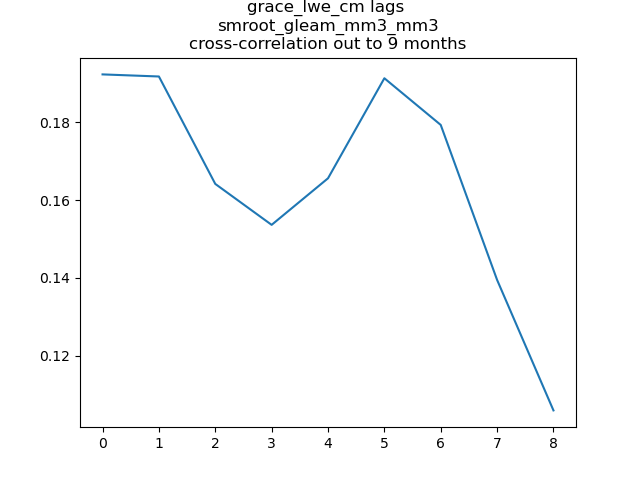 grace_lwe_cm lags
smroot_gleam_mm3_mm3
cross-correlation out to 9 months
0.18
0.16
0.14
0.12
0 1 2 3 4 5 6 7 8